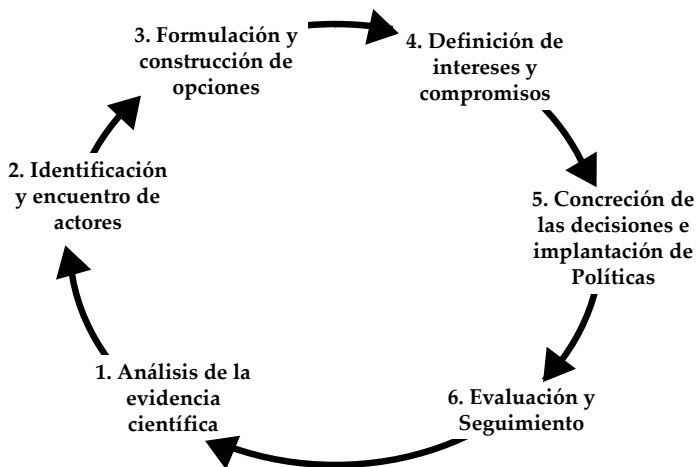 1. Análisis de la
evidencia
científica
2. Identificación
y encuentro de
actores
3. Formulación y
construcción de
opciones
4. Definición de
intereses y
compromisos
5. Concreción de
las decisiones e
implantación de
Políticas
6. Evaluación y
Seguimiento